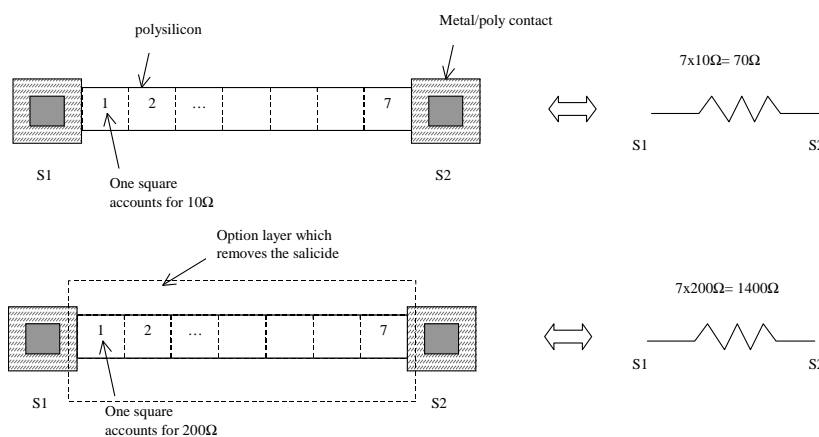 polysilicon
Metal/poly contact
7x10Ω= 70Ω
1 2 … 7
S1 S2
S1 S2
One square
accounts for 10Ω
Option layer which
removes the salicide
7x200Ω= 1400Ω
1 2 … 7
S1 S2
S1 S2
One square
accounts for 200Ω